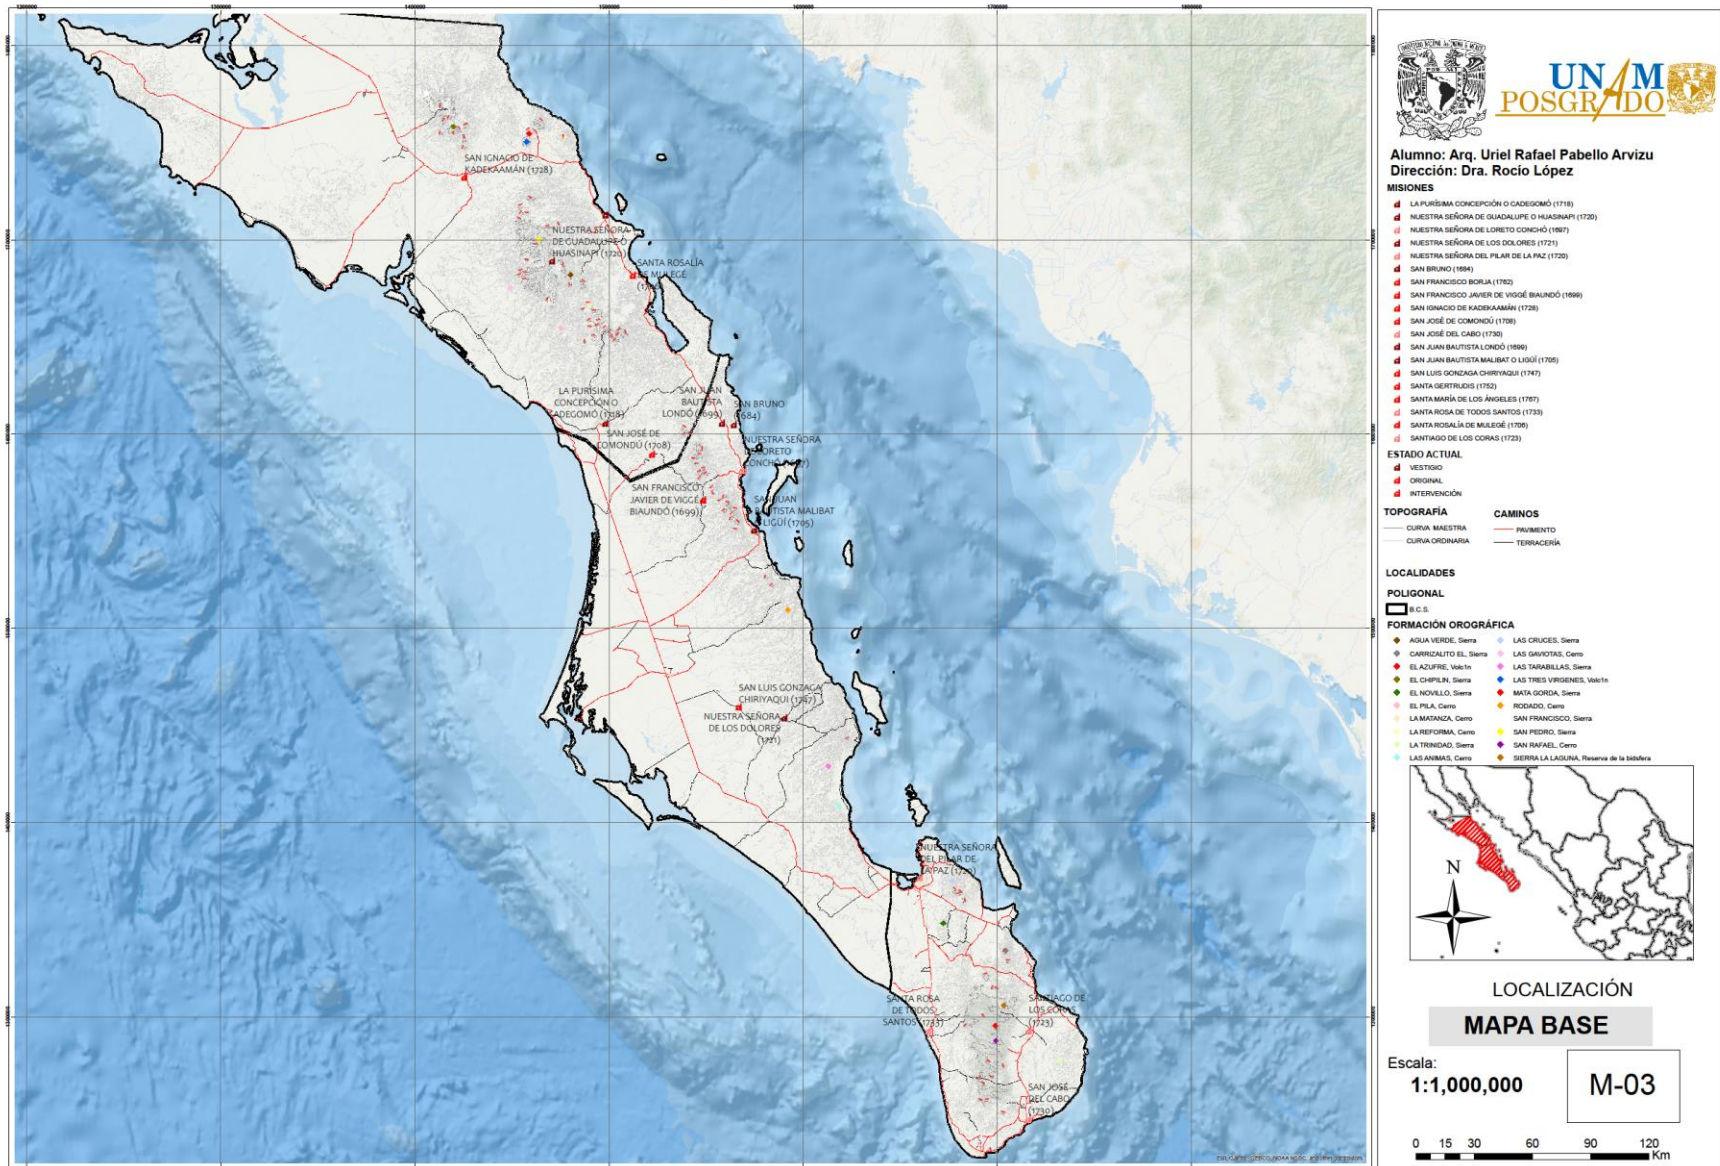 SAN IGNACIO DE
KADEKAAMÁN (1728)
NUESTRA SEÑORA
DE GUADALUPE O
HUASINAPI (1720)
SANTA ROSALÍA
DE MULEGÉ
LA PURÍSIMA
CONCEPCIÓN O
CADEGOMÓ (1718)
SAN JUAN
BAUTISTA
LONDÓ (1699)
SAN BRUNO
(1684)
SAN JOSÉ DE
COMONDÚ (1708)
NUESTRA SEÑORA
DE LORETO
CONCHÓ (1697)
SAN FRANCISCO
JAVIER DE VIGGÉ
BIAUNDÓ (1699)
SAN JUAN
BAUTISTA MALIBAT
O LIGÜÍ (1705)
SAN LUIS GONZAGA
CHIRIYAQUI (1747)
NUESTRA SEÑORA
DE LOS DOLORES
(1721)
NUESTRA SEÑORA
DEL PILAR DE
LA PAZ (1720)
SANTA ROSA
DE TODOS
SANTOS (1733)
SANTIAGO DE
LOS CORAS
(1723)
SAN JOSÉ
DEL CABO
(1730)
UNAM
POSGRADO
Alumno: Arq. Uriel Rafael Pabello Arvizu
Dirección: Dra. Rocío López
MISIONES
LA PURÍSIMA CONCEPCIÓN O CADEGOMÓ (1718)
NUESTRA SEÑORA DE GUADALUPE O HUASINAPI (1720)
NUESTRA SEÑORA DE LORETO CONCHÓ (1697)
NUESTRA SEÑORA DE LOS DOLORES (1721)
NUESTRA SEÑORA DEL PILAR DE LA PAZ (1720)
SAN BRUNO (1684)
SAN FRANCISCO BORJA (1762)
SAN FRANCISCO JAVIER DE VIGGÉ BIAUNDÓ (1699)
SAN IGNACIO DE KADEKAAMÁN (1728)
SAN JOSÉ DE COMONDÚ (1708)
SAN JOSÉ DEL CABO (1730)
SAN JUAN BAUTISTA LONDÓ (1699)
SAN JUAN BAUTISTA MALIBAT O LIGÜÍ (1705)
SAN LUIS GONZAGA CHIRIYAQUI (1747)
SANTA GERTRUDIS (1752)
SANTA MARÍA DE LOS ÁNGELES (1767)
SANTA ROSA DE TODOS SANTOS (1733)
SANTA ROSALÍA DE MULEGÉ (1706)
SANTIAGO DE LOS CORAS (1723)
ESTADO ACTUAL
VESTIGIO
ORIGINAL
INTERVENCIÓN
TOPOGRAFÍA
CURVA MAESTRA
CURVA ORDINARIA
CAMINOS
PAVIMENTO
TERRACERÍA
LOCALIDADES
POLIGONAL
B.C.S.
FORMACIÓN OROGRÁFICA
AGUA VERDE, Sierra
CARRIZALITO EL, Sierra
EL AZUFRE, Volc1n
EL CHIPILIN, Sierra
EL NOVILLO, Sierra
EL PILA, Cerro
LA MATANZA, Cerro
LA REFORMA, Cerro
LA TRINIDAD, Sierra
LAS ANIMAS, Cerro
LAS CRUCES, Sierra
LAS GAVIOTAS, Cerro
LAS TARABILLAS, Sierra
LAS TRES VIRGENES, Volc1n
MATA GORDA, Sierra
RODADO, Cerro
SAN FRANCISCO, Sierra
SAN PEDRO, Sierra
SAN RAFAEL, Cerro
SIERRA LA LAGUNA, Reserva de la bidsfera
N
LOCALIZACIÓN
MAPA BASE
Escala:
1:1,000,000
M-03
0 15 30 60 90 120
Km